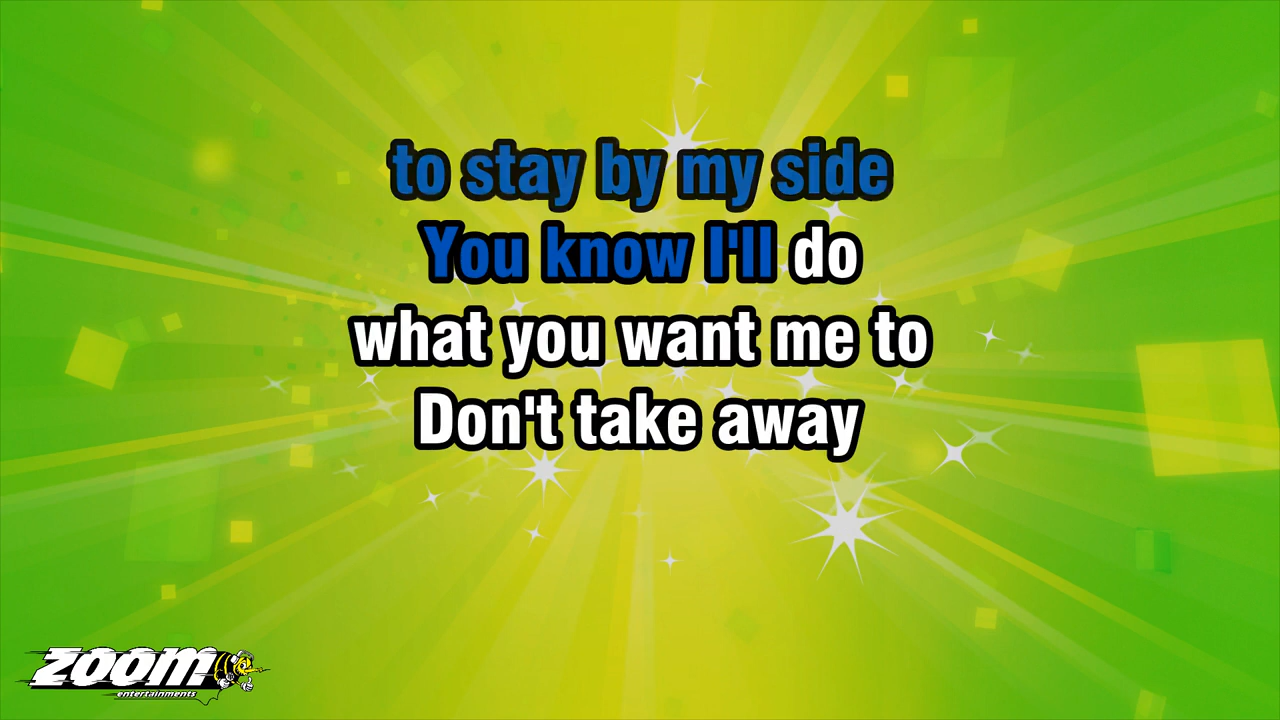 to stay by my side
You know I'll do
what you want me to
Don't take away
zoom
entertainments